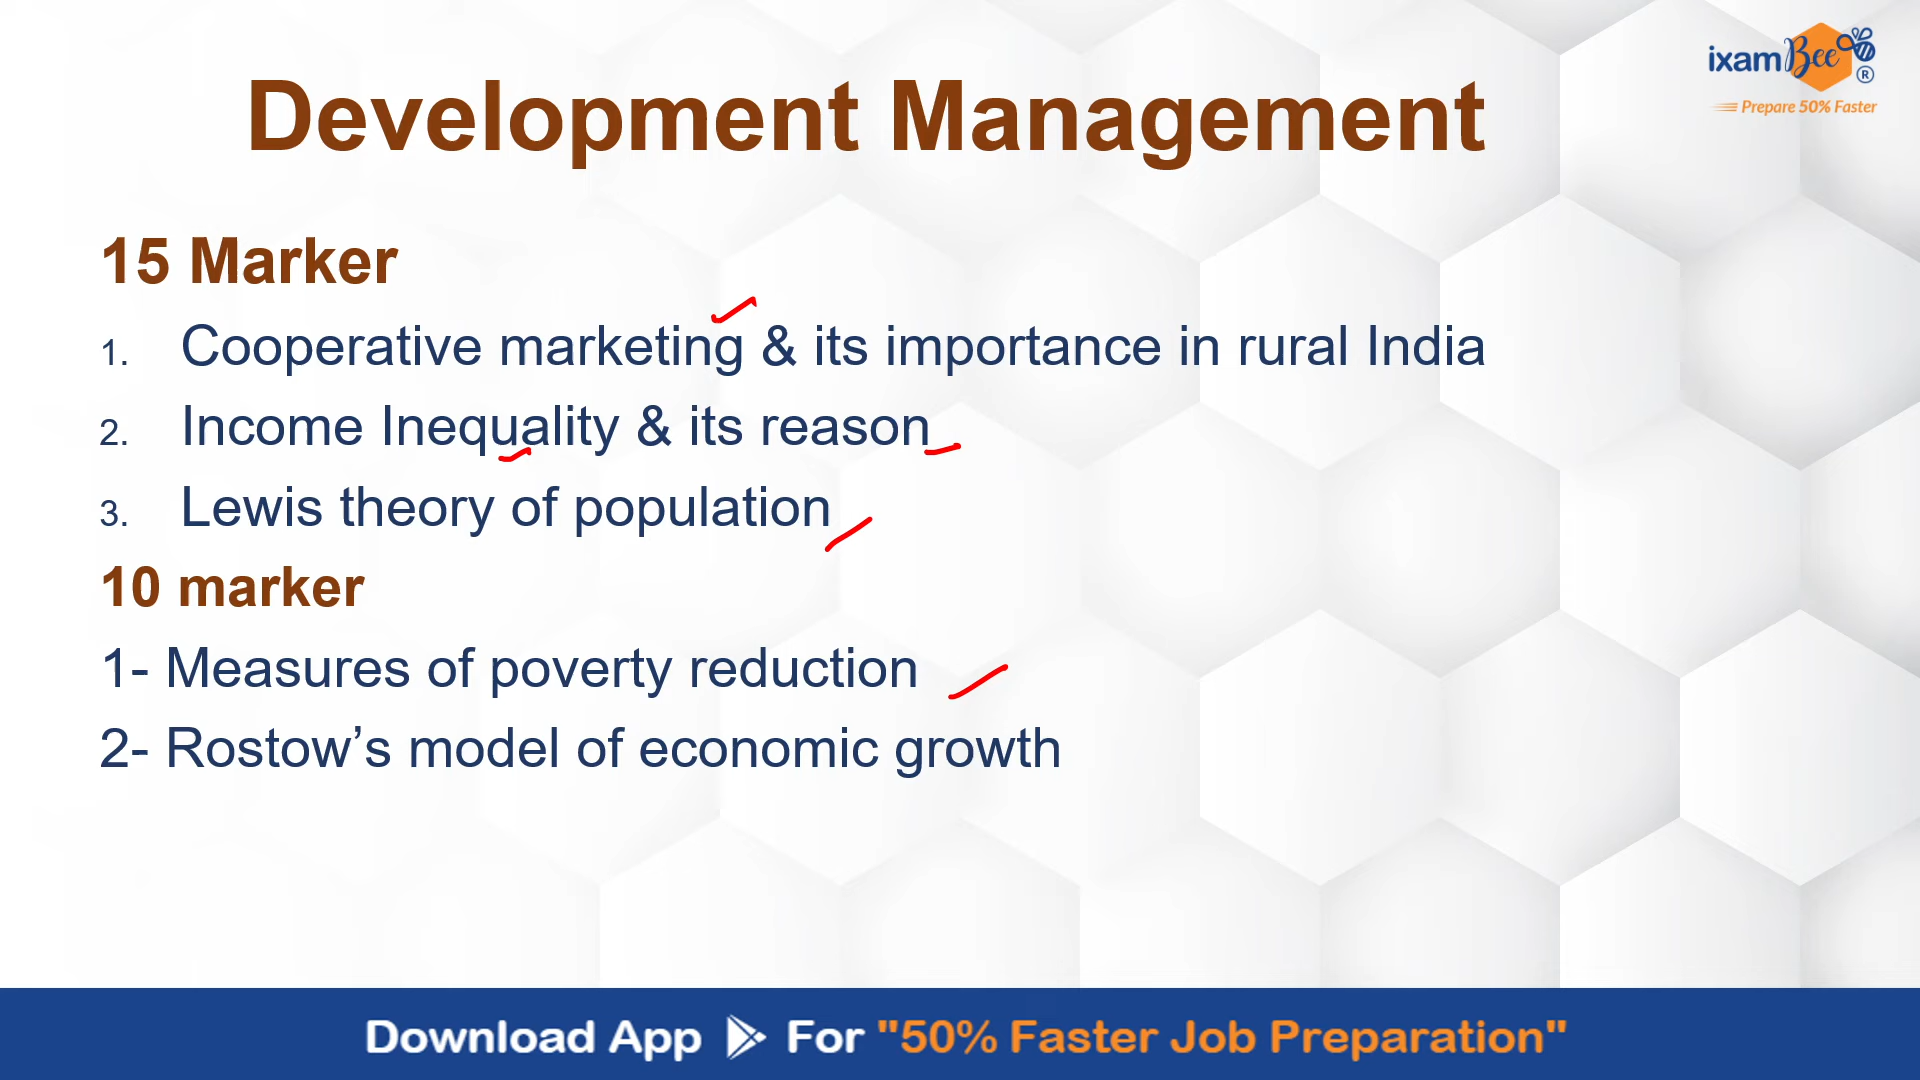 ixamBee®
Prepare 50% Faster
Development Management
15 Marker
1. Cooperative marketing & its importance in rural India
2. Income Inequality & its reason
3. Lewis theory of population
10 marker
1- Measures of poverty reduction
2- Rostow’s model of economic growth
Download App For "50% Faster Job Preparation"